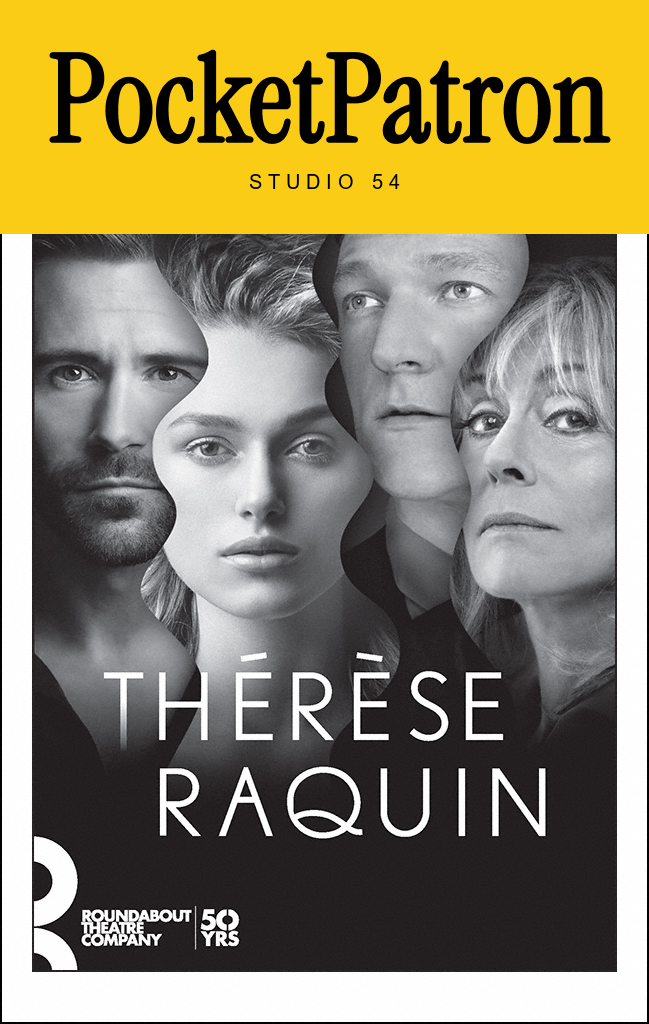 PocketPatron
STUDIO 54
THÉRÈSE
RAQUIN
ROUNDABOUT
THEATRE
COMPANY
50
YRS